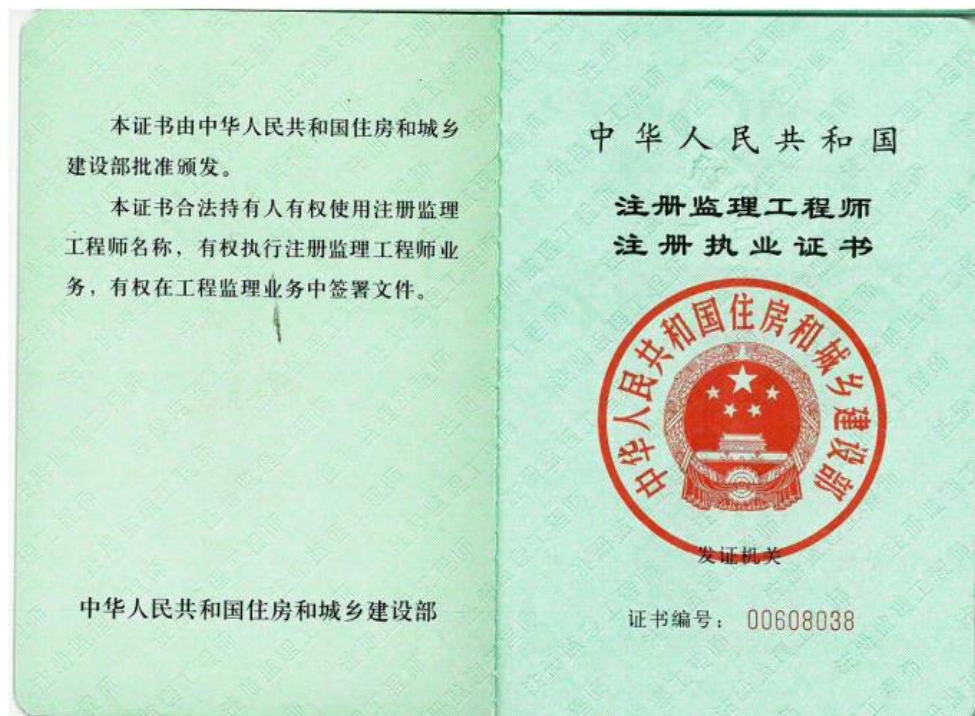 本证书由中华人民共和国住房和城乡
建设部批准颁发。
本证书合法持有人有权使用注册监理
工程师名称，有权执行注册监理工程师业
务，有权在工程监理业务中签署文件。
中华人民共和国住房和城乡建设部
中华人民共和国
注册监理工程师
注册执业证书
中华人民共和国住房和城乡建设部
发证机关
证书编号： 00608038